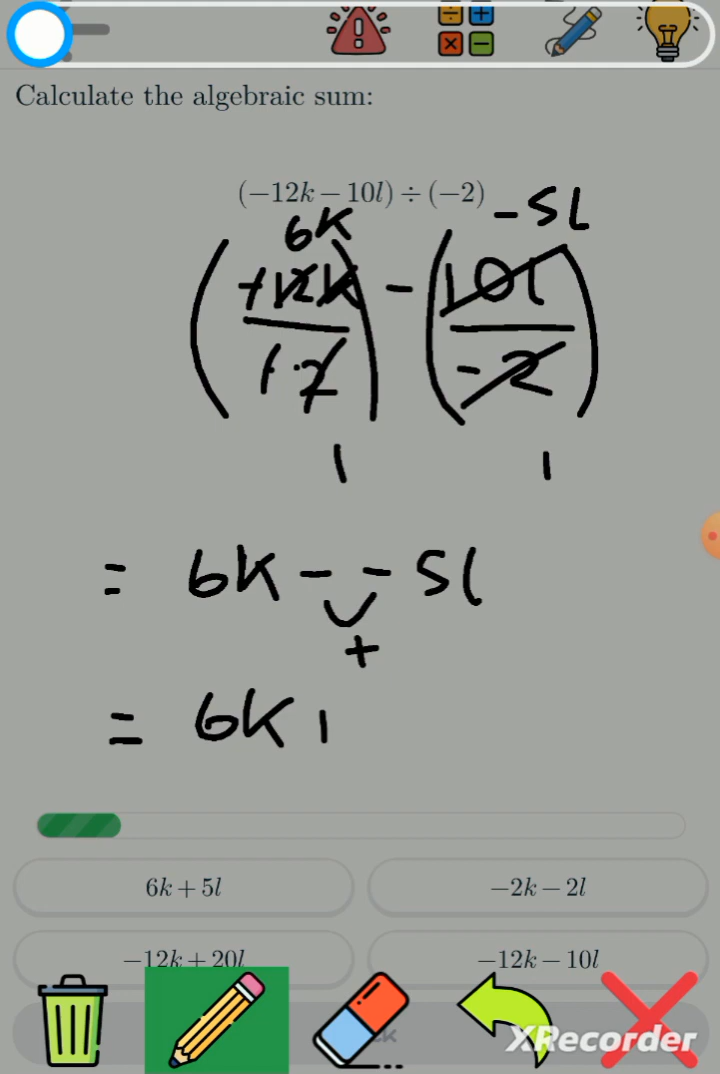 Calculate the algebraic sum:
(−12k − 10l) ÷ (−2)
6K -5L
(+12K/-2) - (10l/-2)
1 1
= 6K - - 5l
+
= 6K
6k + 5l
−2k − 2l
−12k + 20l
−12k − 10l
XRecorder